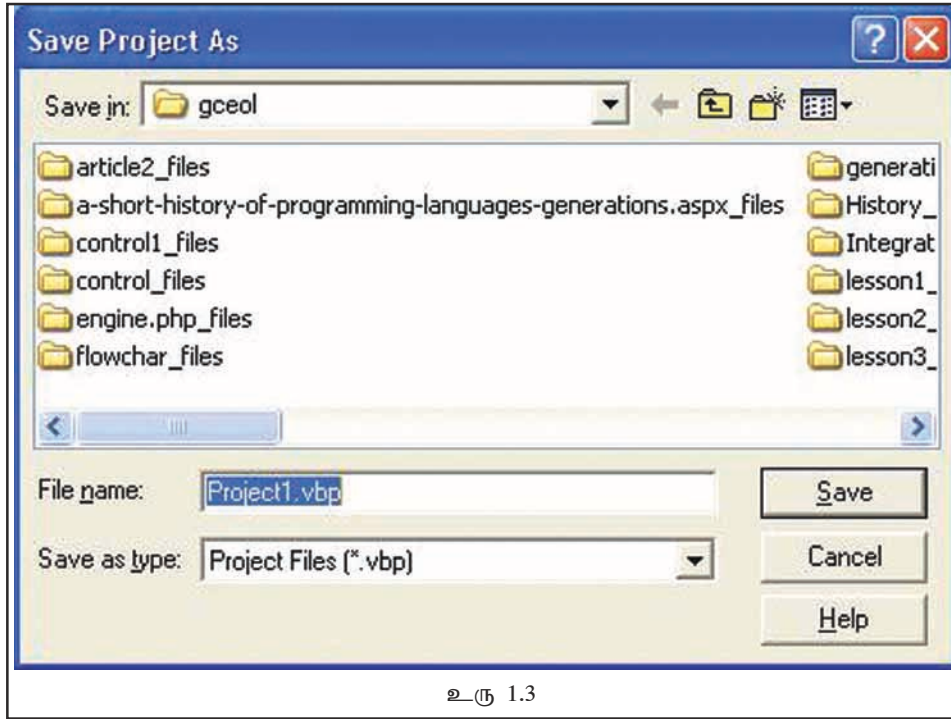 Save Project As
Save in: gceol
article2_files
a-short-history-of-programming-languages-generations.aspx_files
control1_files
control_files
engine.php_files
flowchar_files
generati
History_
Integrat
lesson1_
lesson2_
lesson3_
File name: Project1.vbp
Save
Save as type: Project Files (*.vbp)
Cancel
Help
உரு 1.3